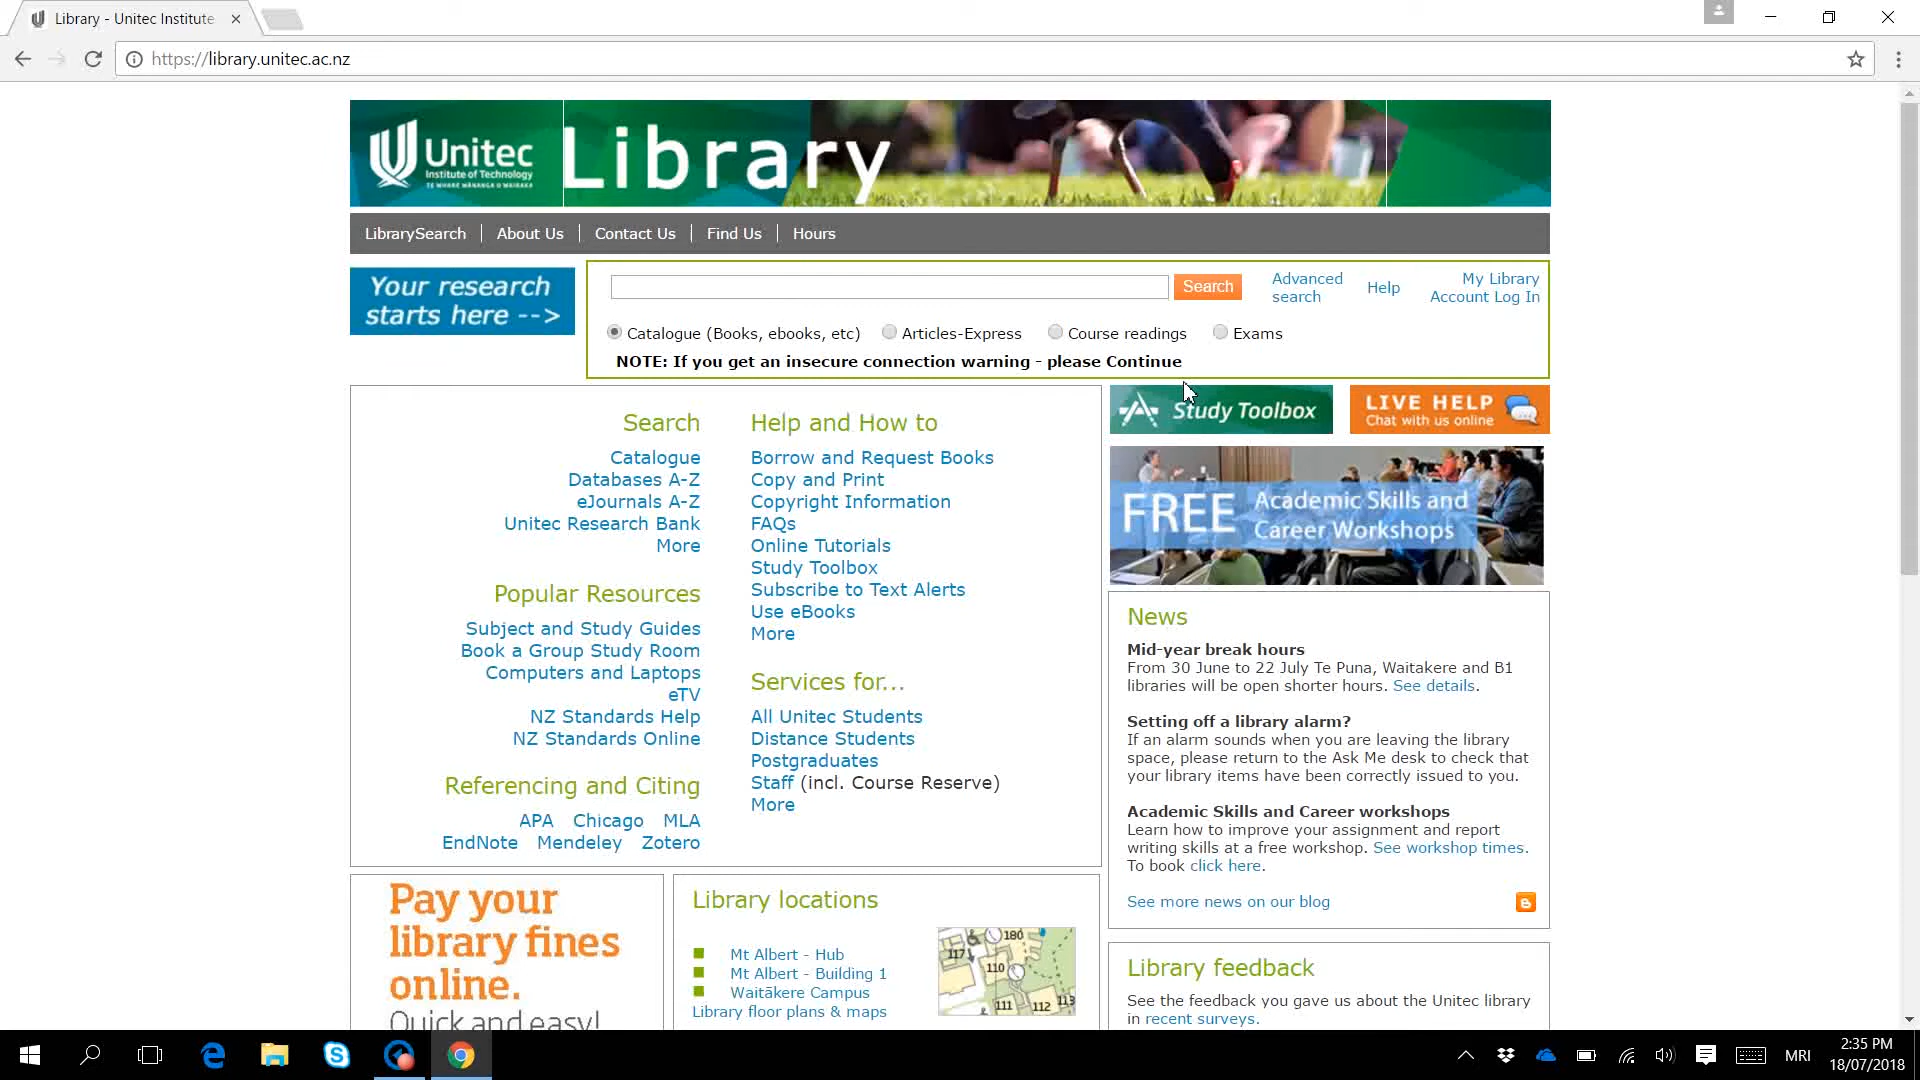 Library - Unitec Institute
https://library.unitec.ac.nz
Unitec
Institute of Technology
TE WHARE WĀNANGA O WAIRAKA
Library
LibrarySearch
About Us
Contact Us
Find Us
Hours
Your research
starts here -->
Search
Advanced
search
Help
My Library
Account Log In
Catalogue (Books, ebooks, etc)
Articles-Express
Course readings
Exams
NOTE: If you get an insecure connection warning - please Continue
Search
Catalogue
Databases A-Z
eJournals A-Z
Unitec Research Bank
More
Popular Resources
Subject and Study Guides
Book a Group Study Room
Computers and Laptops
eTV
NZ Standards Help
NZ Standards Online
Referencing and Citing
APA Chicago MLA
EndNote Mendeley Zotero
Help and How to
Borrow and Request Books
Copy and Print
Copyright Information
FAQs
Online Tutorials
Study Toolbox
Subscribe to Text Alerts
Use eBooks
More
Services for...
All Unitec Students
Distance Students
Postgraduates
Staff (incl. Course Reserve)
More
Study Toolbox
LIVE HELP
Chat with us online
FREE
Academic Skills and
Career Workshops
News
Mid-year break hours
From 30 June to 22 July Te Puna, Waitakere and B1
libraries will be open shorter hours. See details.
Setting off a library alarm?
If an alarm sounds when you are leaving the library
space, please return to the Ask Me desk to check that
your library items have been correctly issued to you.
Academic Skills and Career workshops
Learn how to improve your assignment and report
writing skills at a free workshop. See workshop times.
To book click here.
See more news on our blog
Pay your
library fines
online.
Quick and easy!
Library locations
Mt Albert - Hub
Mt Albert - Building 1
Waitākere Campus
Library floor plans & maps
180
117
110
111
112
113
Library feedback
See the feedback you gave us about the Unitec library
in recent surveys.
MRI
2:35 PM
18/07/2018